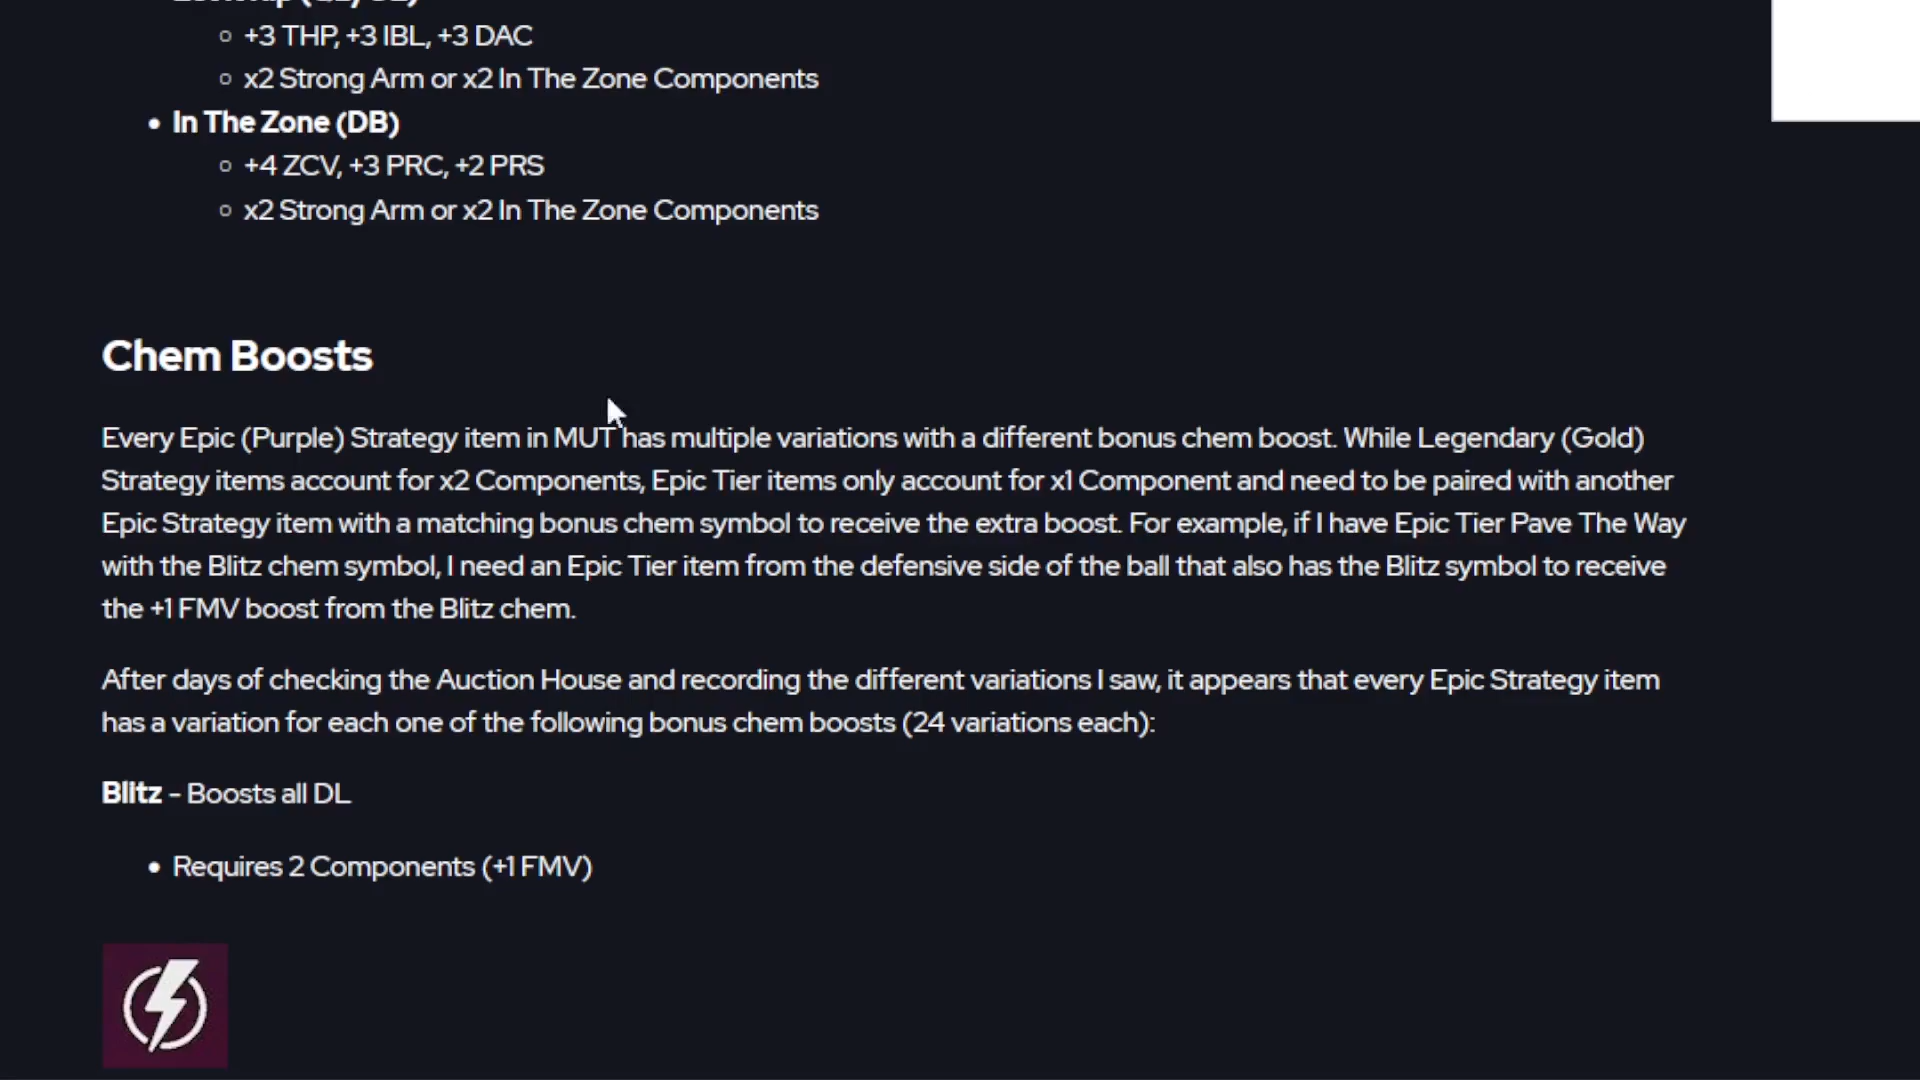 +3 THP, +3 IBL, +3 DAC
x2 Strong Arm or x2 In The Zone Components
In The Zone (DB)
+4 ZCV, +3 PRC, +2 PRS
x2 Strong Arm or x2 In The Zone Components
Chem Boosts
Every Epic (Purple) Strategy item in MUT has multiple variations with a different bonus chem boost. While Legendary (Gold)
Strategy items account for x2 Components, Epic Tier items only account for x1 Component and need to be paired with another
Epic Strategy item with a matching bonus chem symbol to receive the extra boost. For example, if I have Epic Tier Pave The Way
with the Blitz chem symbol, I need an Epic Tier item from the defensive side of the ball that also has the Blitz symbol to receive
the +1 FMV boost from the Blitz chem.
After days of checking the Auction House and recording the different variations I saw, it appears that every Epic Strategy item
has a variation for each one of the following bonus chem boosts (24 variations each):
Blitz - Boosts all DL
Requires 2 Components (+1 FMV)